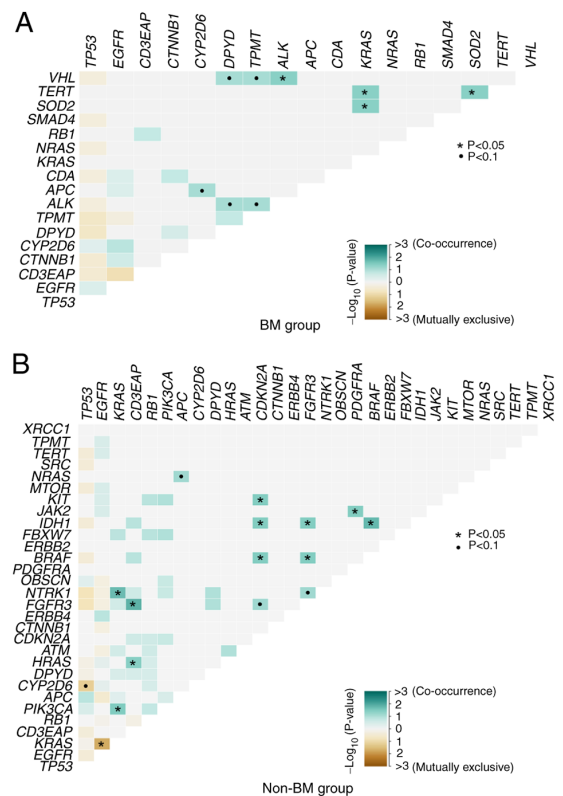 A
TP53 EGFR CD3EAP CTNNB1 CYP2D6 DPYD TPMT ALK APC CDA KRAS NRAS RB1 SMAD4 SOD2 TERT VHL
VHL
TERT
SOD2
SMAD4
RB1
NRAS
KRAS
CDA
APC
ALK
TPMT
DPYD
CYP2D6
CTNNB1
CD3EAP
EGFR
TP53
* P<0.05
• P<0.1
−Log10 (P-value)
>3 (Co-occurrence)
2
1
0
1
2
>3 (Mutually exclusive)
BM group
B
TP53 EGFR KRAS CD3EAP RB1 PIK3CA APC CYP2D6 DPYD HRAS ATM CDKN2A CTNNB1 ERBB4 FGFR3 NTRK1 OBSCN PDGFRA BRAF ERBB2 FBXW7 IDH1 JAK2 KIT MTOR NRAS SRC TERT TPMT XRCC1
XRCC1
TPMT
TERT
SRC
NRAS
MTOR
KIT
JAK2
IDH1
FBXW7
ERBB2
BRAF
PDGFRA
OBSCN
NTRK1
FGFR3
ERBB4
CTNNB1
CDKN2A
ATM
HRAS
DPYD
CYP2D6
APC
PIK3CA
RB1
CD3EAP
KRAS
EGFR
TP53
* P<0.05
• P<0.1
−Log10 (P-value)
>3 (Co-occurrence)
2
1
0
1
2
>3 (Mutually exclusive)
Non-BM group